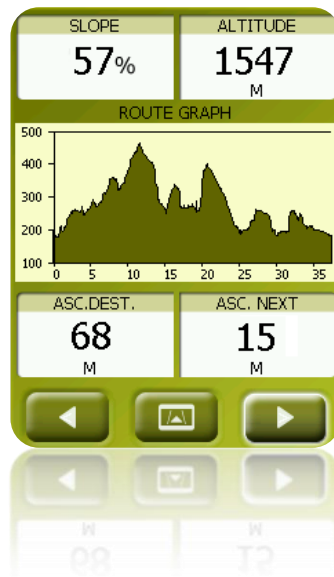 SLOPE
ALTITUDE
57%
1547
M
ROUTE GRAPH
500
400
300
200
100
0 5 10 15 20 25 30 35
ASC.DEST.
ASC. NEXT
68
15
M
M